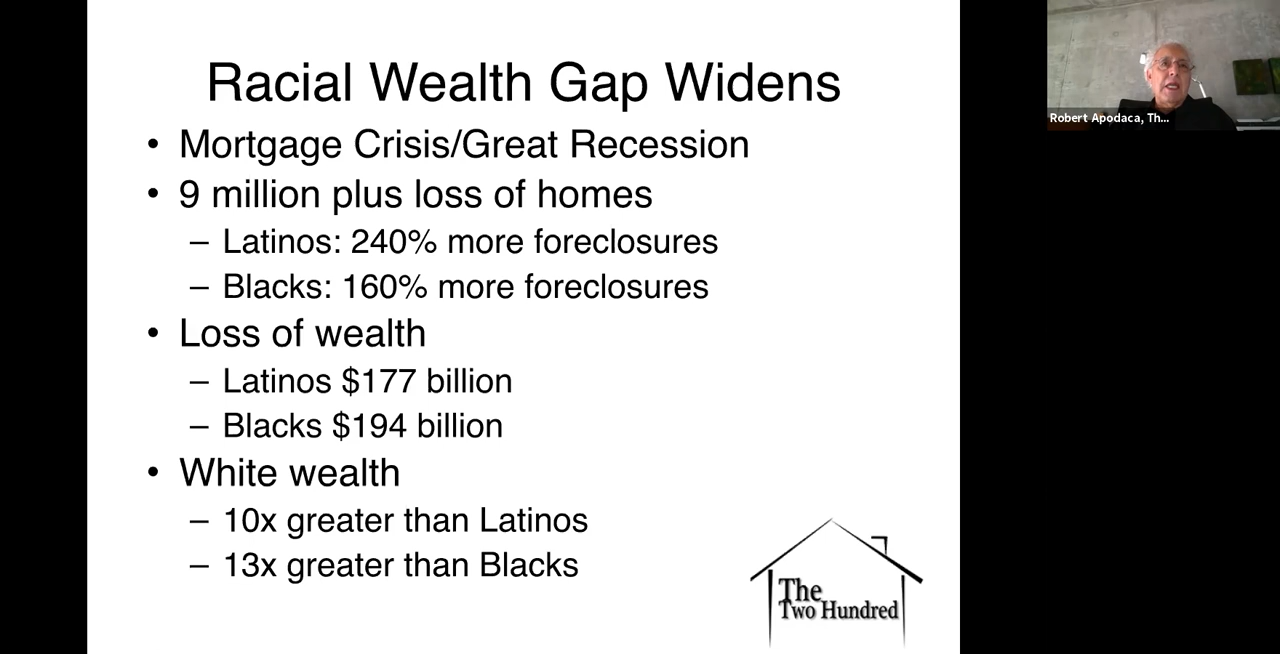 Racial Wealth Gap Widens
• Mortgage Crisis/Great Recession
• 9 million plus loss of homes
– Latinos: 240% more foreclosures
– Blacks: 160% more foreclosures
• Loss of wealth
– Latinos $177 billion
– Blacks $194 billion
• White wealth
– 10x greater than Latinos
– 13x greater than Blacks
The
Two Hundred
Robert Apodaca, Th...